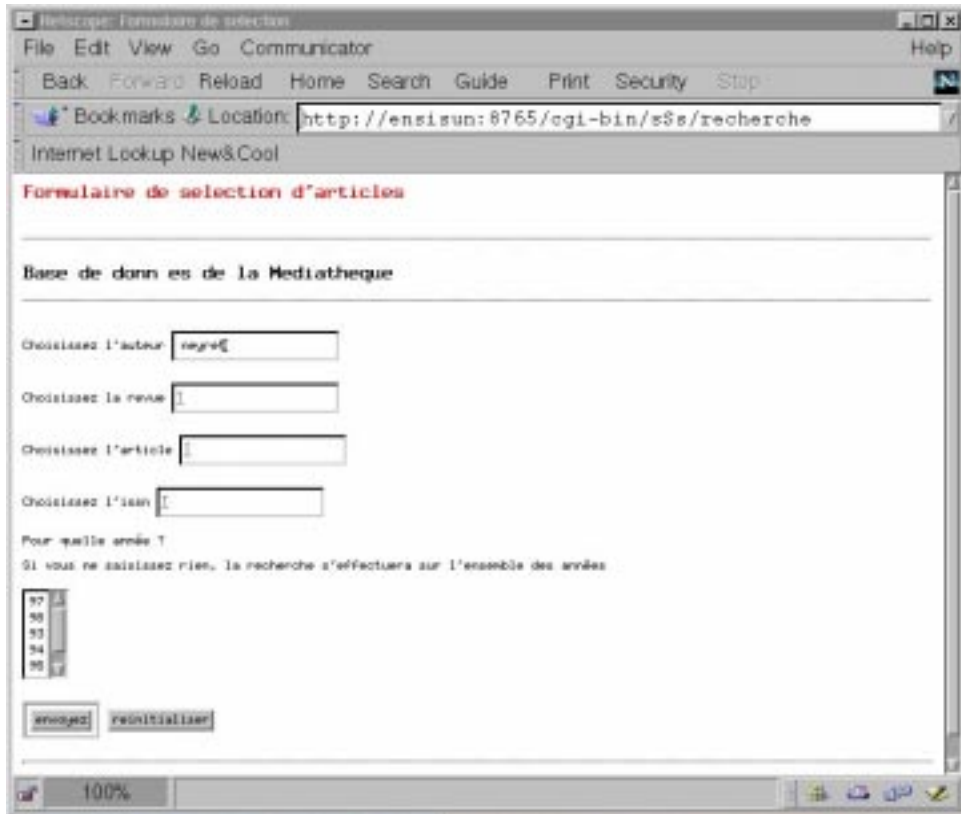 Netscape: Formulaire de selection
File Edit View Go Communicator Help
Back Forward Reload Home Search Guide Print Security Stop
Bookmarks Location: http://ensisun:8765/cgi-bin/sSs/recherche
Internet Lookup New&Cool
Formulaire de selection d'articles
Base de donn es de la Mediatheque
Choisissez l'auteur
Choisissez la revue
Choisissez l'article
Choisissez l'issn
Pour quelle année ?
Si vous ne saisissez rien, la recherche s'effectuera sur l'ensemble des années
97
93
94
envoyez reinitialiser
100%